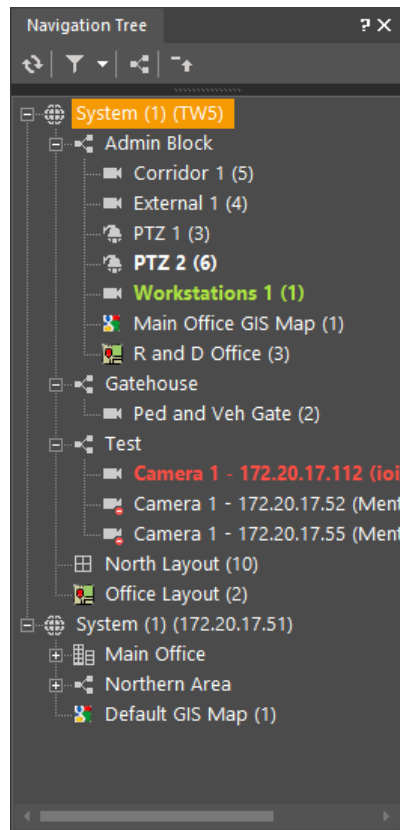 Navigation Tree
System (1) (TW5)
Admin Block
Corridor 1 (5)
External 1 (4)
PTZ 1 (3)
PTZ 2 (6)
Workstations 1 (1)
Main Office GIS Map (1)
R and D Office (3)
Gatehouse
Ped and Veh Gate (2)
Test
Camera 1 - 172.20.17.112 (ioi
Camera 1 - 172.20.17.52 (Ment
Camera 1 - 172.20.17.55 (Ment
North Layout (10)
Office Layout (2)
System (1) (172.20.17.51)
Main Office
Northern Area
Default GIS Map (1)